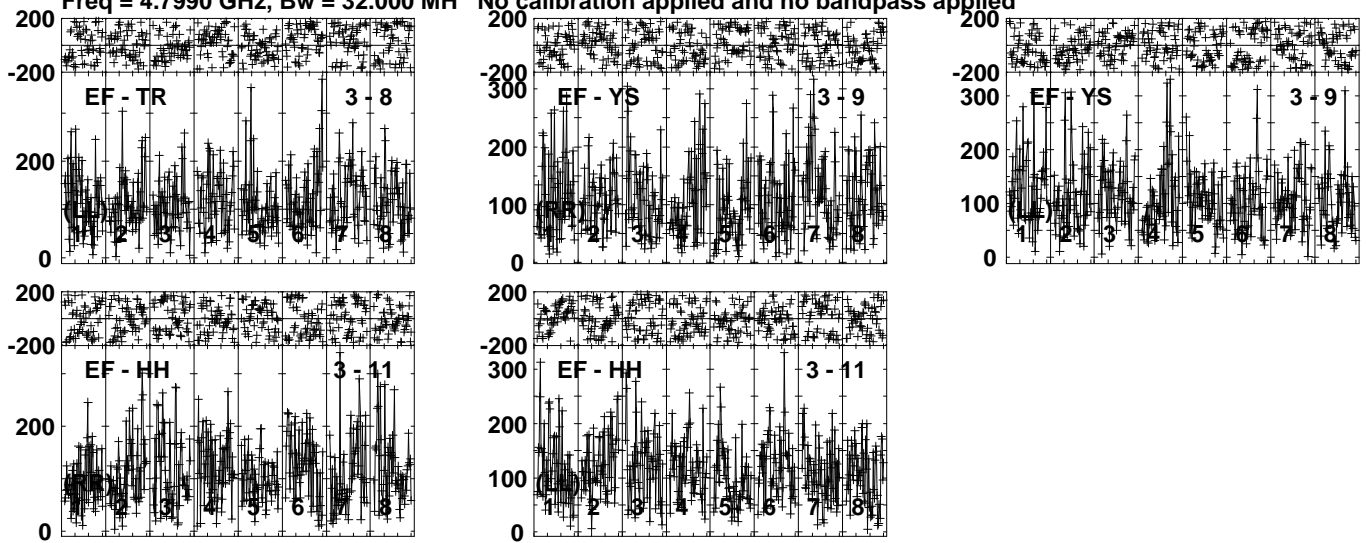 Freq = 4.7990 GHz, Bw = 32.000 MH No calibration applied and no bandpass applied
200
-200
EF - TR 3 - 8
200
(LL)
1 2 3 4 5 6 7 8
0
200
-200
300
EF - YS 3 - 9
200
100
(RR)
1 2 3 4 5 6 7 8
0
200
-200
300
EF - YS 3 - 9
200
100
(LL)
1 2 3 4 5 6 7 8
0
200
-200
EF - HH 3 - 11
200
(RR)
1 2 3 4 5 6 7 8
0
200
-200
300
EF - HH 3 - 11
200
100
(LL)
1 2 3 4 5 6 7 8
0